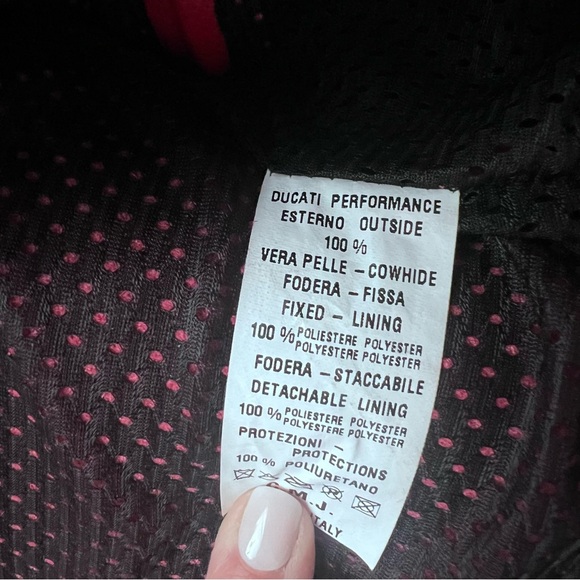 DUCATI PERFORMANCE
ESTERNO OUTSIDE
100 %
VERA PELLE - COWHIDE
FODERA - FISSA
FIXED - LINING
100 % POLIESTERE POLYESTER
POLYESTERE POLYESTER
FODERA - STACCABILE
DETACHABLE LINING
100 % POLIESTERE POLYESTER
POLYESTERE POLYESTER
PROTEZIONI -
PROTECTIONS
100 % POLIURETANO
M.J.
ITALY